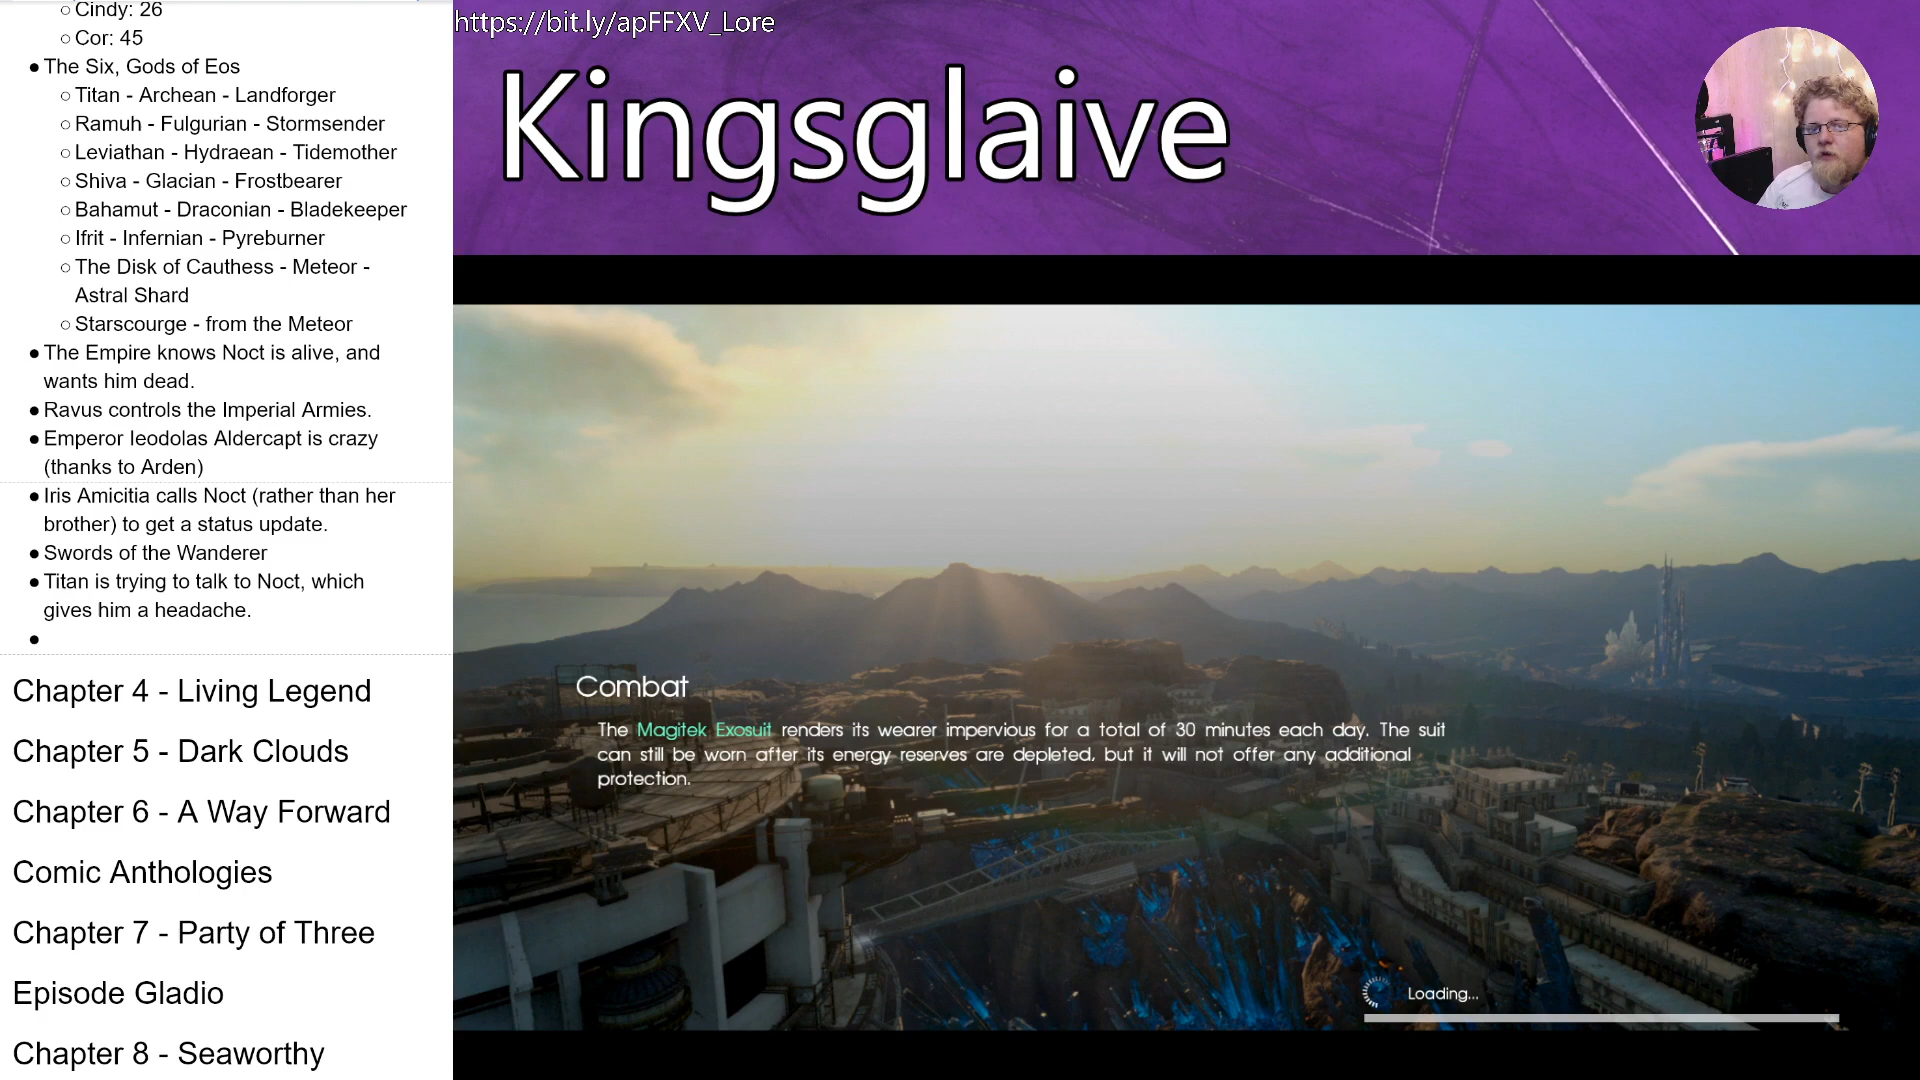 Cindy: 26
Cor: 45
The Six, Gods of Eos
Titan - Archean - Landforger
Ramuh - Fulgurian - Stormsender
Leviathan - Hydraean - Tidemother
Shiva - Glacian - Frostbearer
Bahamut - Draconian - Bladekeeper
Ifrit - Infernian - Pyreburner
The Disk of Cauthess - Meteor -
Astral Shard
Starscourge - from the Meteor
The Empire knows Noct is alive, and
wants him dead.
Ravus controls the Imperial Armies.
Emperor Ieodolas Aldercapt is crazy
(thanks to Arden)
Iris Amicitia calls Noct (rather than her
brother) to get a status update.
Swords of the Wanderer
Titan is trying to talk to Noct, which
gives him a headache.
Chapter 4 - Living Legend
Chapter 5 - Dark Clouds
Chapter 6 - A Way Forward
Comic Anthologies
Chapter 7 - Party of Three
Episode Gladio
Chapter 8 - Seaworthy
https://bit.ly/apFFXV_Lore
Kingsglaive
Combat
The Magitek Exosuit renders its wearer impervious for a total of 30 minutes each day. The suit
can still be worn after its energy reserves are depleted, but it will not offer any additional
protection.
Loading...